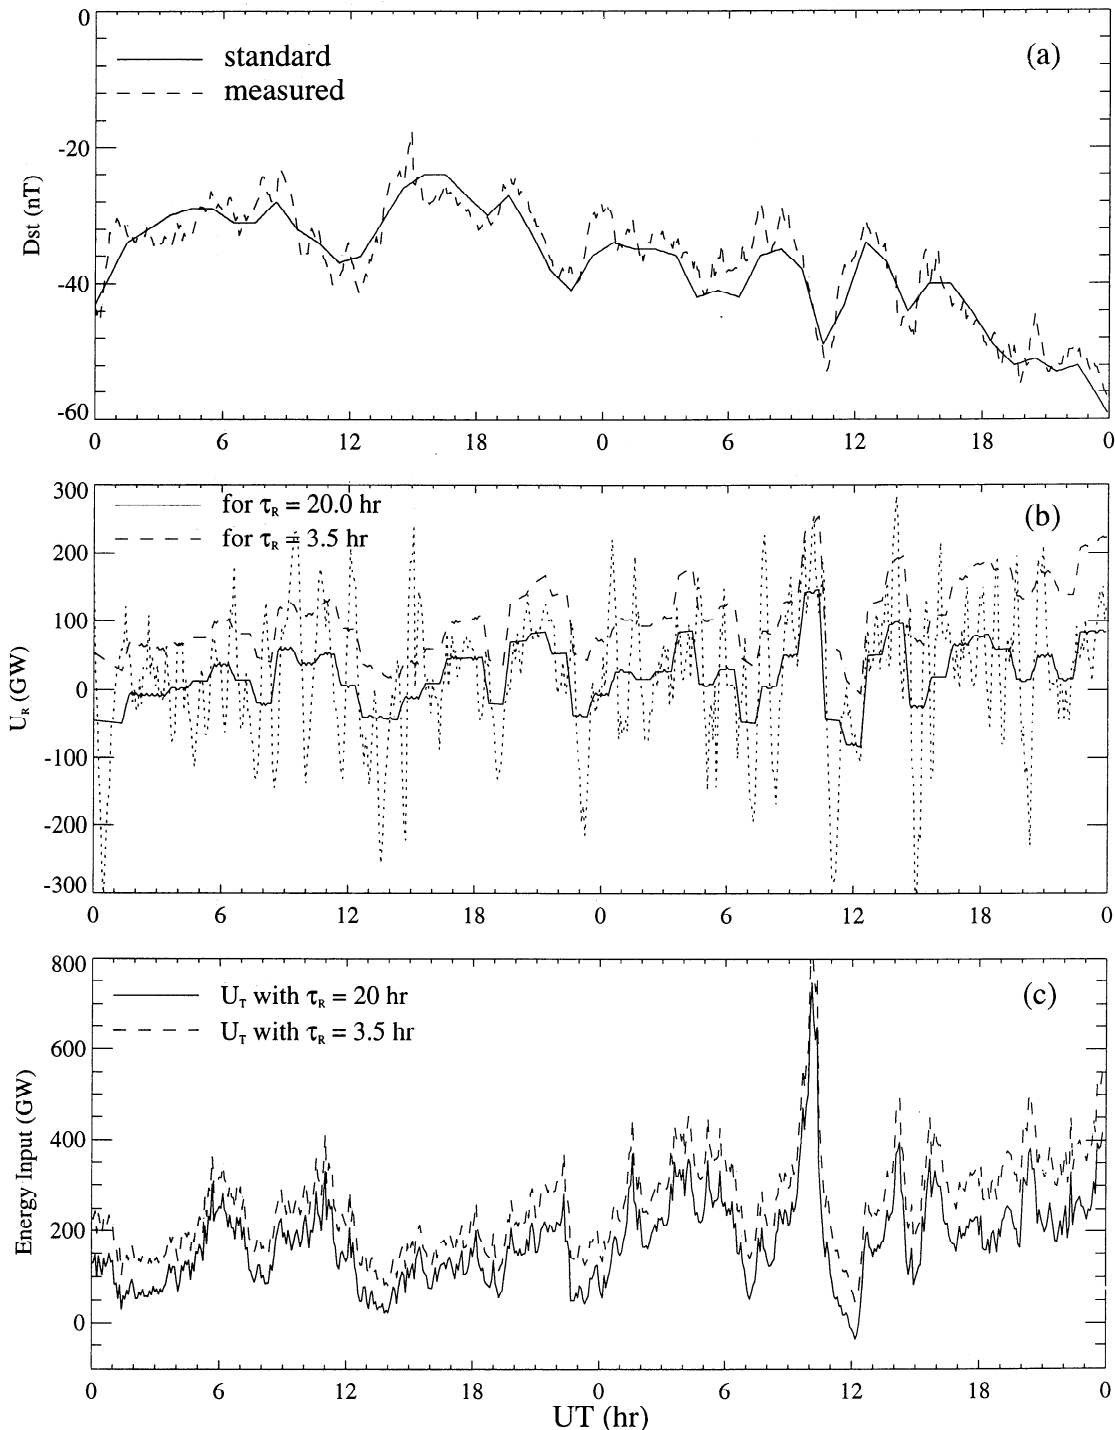 0
standard
measured
(a)
-20
Dst (nT)
-40
-60
0 6 12 18 0 6 12 18 0
300
for τR = 20.0 hr
for τR = 3.5 hr
(b)
200
100
UR (GW)
0
-100
-200
-300
0 6 12 18 0 6 12 18 0
800
UT with τR = 20 hr
UT with τR = 3.5 hr
(c)
600
Energy Input (GW)
400
200
0
0 6 12 18 0 6 12 18 0
UT (hr)